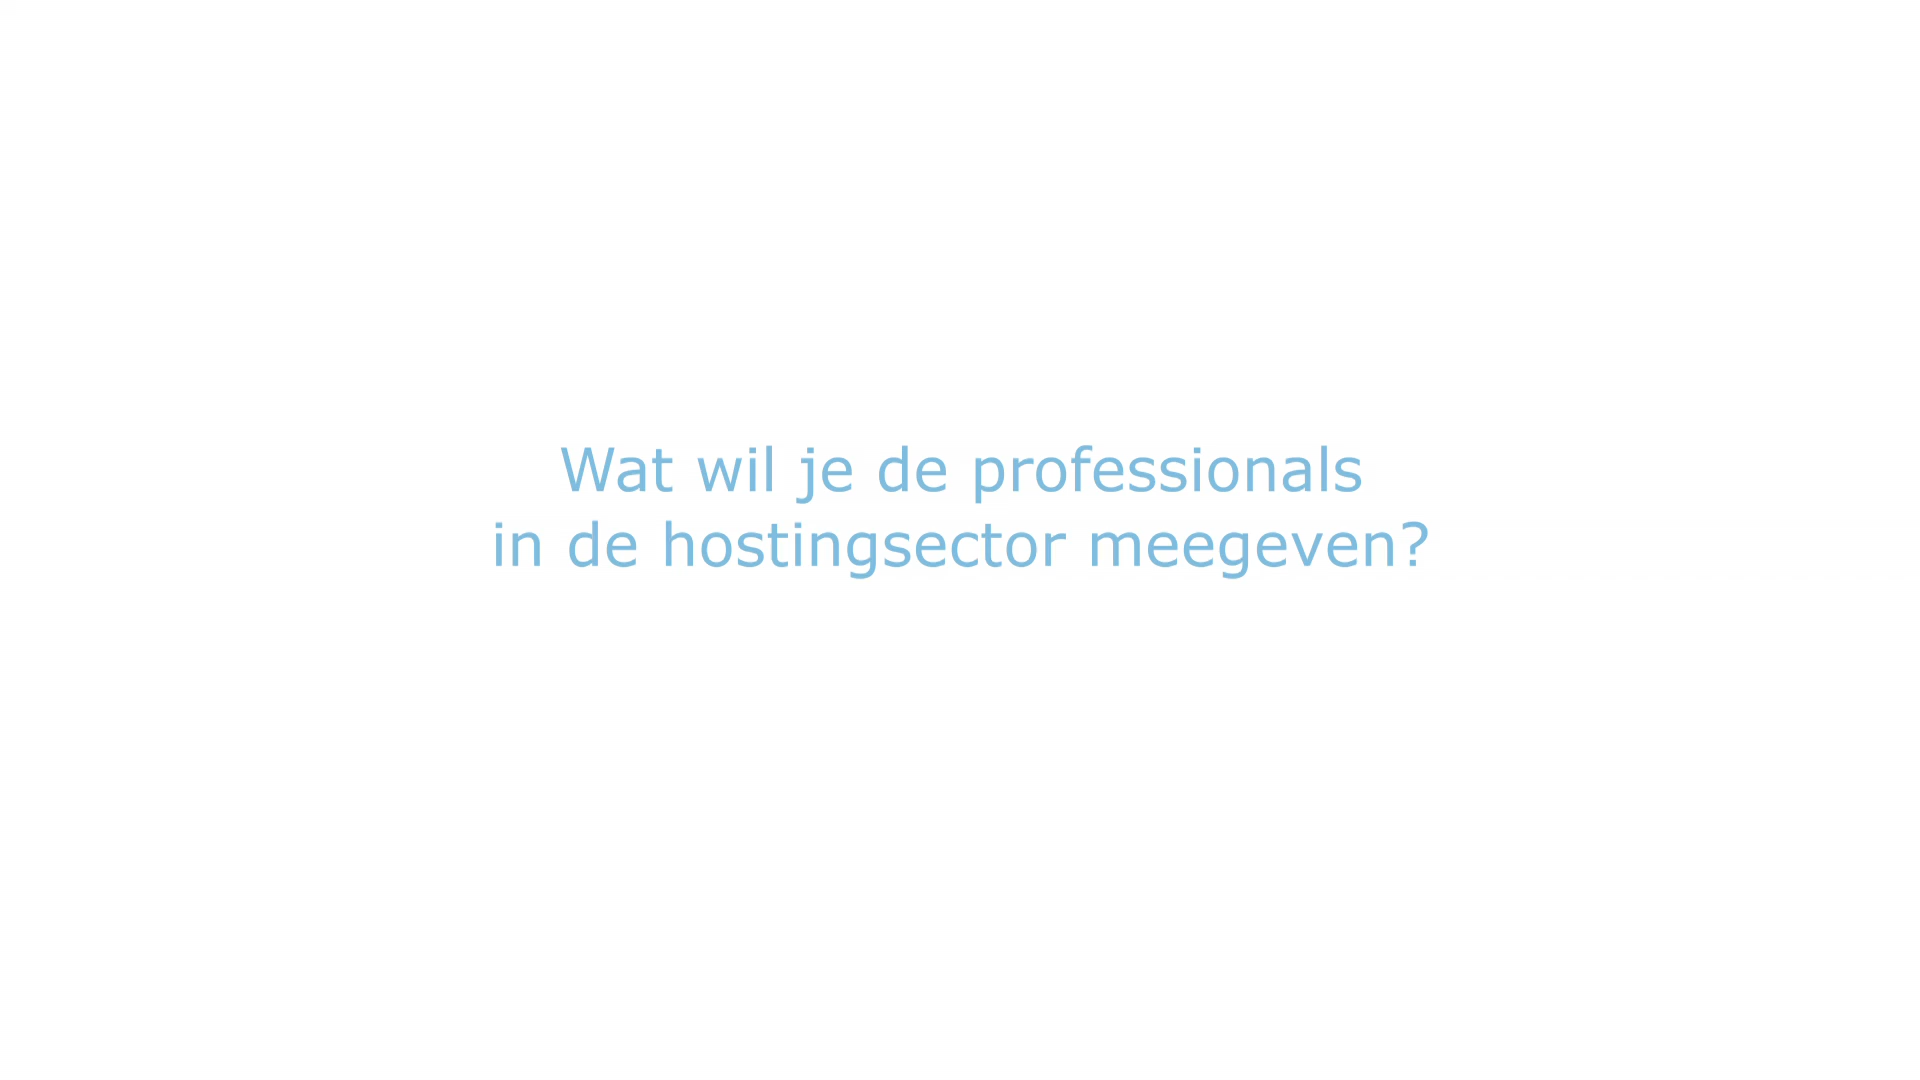 Wat wil je de professionals
in de hostingsector meegeven?